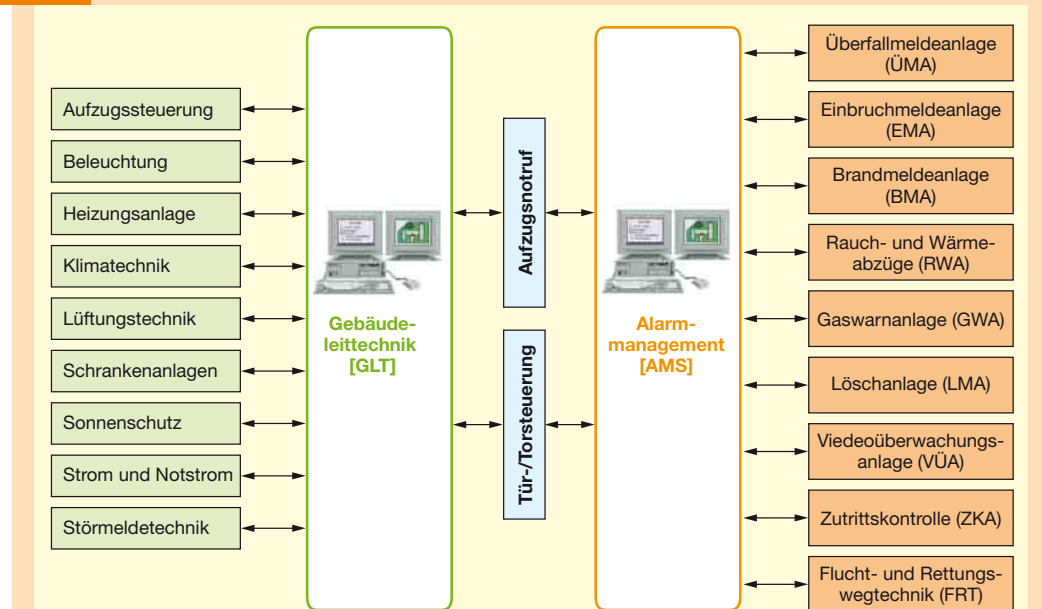 Aufzugssteuerung
Beleuchtung
Heizungsanlage
Klimatechnik
Lüftungstechnik
Schrankenanlagen
Sonnenschutz
Strom und Notstrom
Störmeldetechnik
Gebäude-
leittechnik
[GLT]
Aufzugsnotruf
Tür-/Torsteuerung
Alarm-
management
[AMS]
Überfallmeldeanlage
(ÜMA)
Einbruchmeldeanlage
(EMA)
Brandmeldeanlage
(BMA)
Rauch- und Wärme-
abzüge (RWA)
Gaswarnanlage (GWA)
Löschanlage (LMA)
Viedeoüberwachungs-
anlage (VÜA)
Zutrittskontrolle (ZKA)
Flucht- und Rettungs-
wegtechnik (FRT)